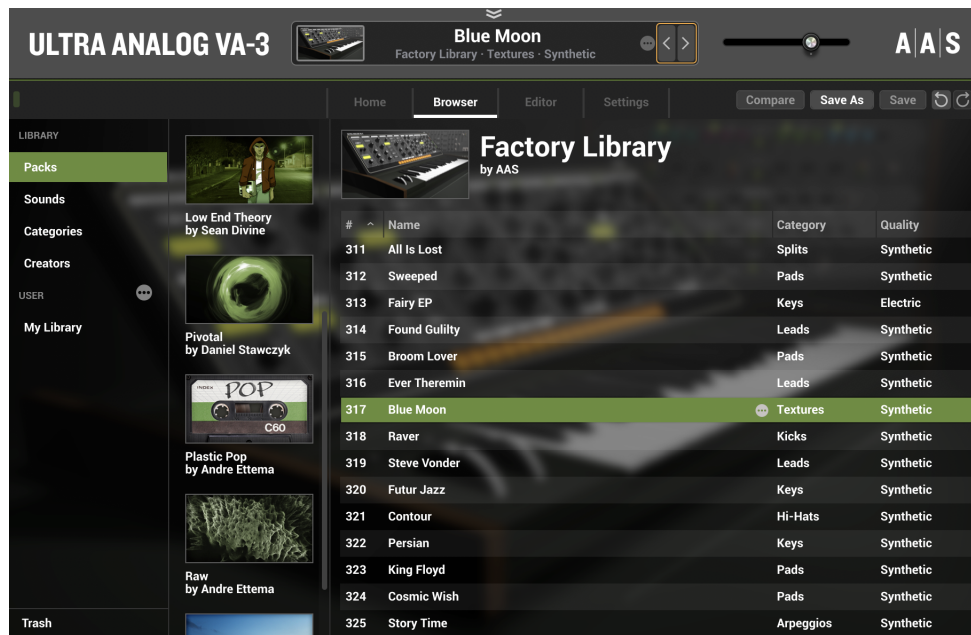 ULTRA ANALOG VA-3
Blue Moon
Factory Library · Textures · Synthetic
A|A|S
Home
Browser
Editor
Settings
Compare
Save As
Save
LIBRARY
Packs
Sounds
Categories
Creators
USER
My Library
Trash
Low End Theory
by Sean Divine
Pivotal
by Daniel Stawczyk
INDEX POP
C60
Plastic Pop
by Andre Ettema
Raw
by Andre Ettema
Factory Library
by AAS
# Name Category Quality
311 All Is Lost Splits Synthetic
312 Sweeped Pads Synthetic
313 Fairy EP Keys Electric
314 Found Gulilty Leads Synthetic
315 Broom Lover Pads Synthetic
316 Ever Theremin Leads Synthetic
317 Blue Moon Textures Synthetic
318 Raver Kicks Synthetic
319 Steve Vonder Leads Synthetic
320 Futur Jazz Keys Synthetic
321 Contour Hi-Hats Synthetic
322 Persian Keys Synthetic
323 King Floyd Pads Synthetic
324 Cosmic Wish Pads Synthetic
325 Story Time Arpeggios Synthetic